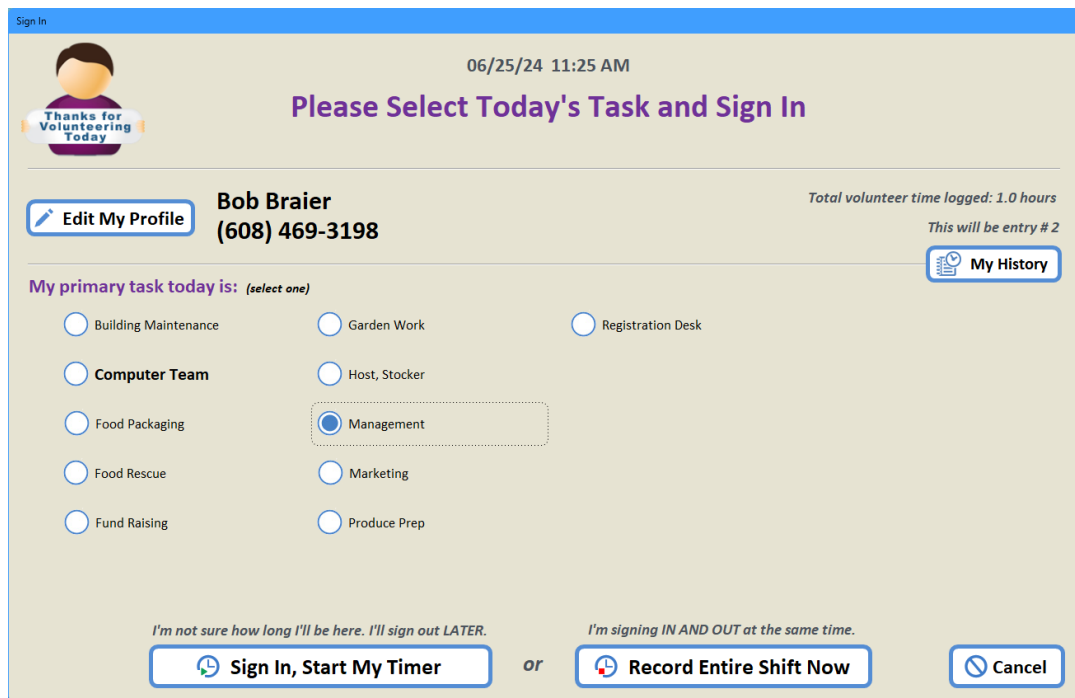 Sign In
06/25/24 11:25 AM
Please Select Today's Task and Sign In
Thanks for
Volunteering
Today
Edit My Profile
Bob Braier
(608) 469-3198
Total volunteer time logged: 1.0 hours
This will be entry # 2
My History
My primary task today is: (select one)
Building Maintenance
Garden Work
Registration Desk
Computer Team
Host, Stocker
Food Packaging
Management
Food Rescue
Marketing
Fund Raising
Produce Prep
I'm not sure how long I'll be here. I'll sign out LATER.
I'm signing IN AND OUT at the same time.
Sign In, Start My Timer
or
Record Entire Shift Now
Cancel